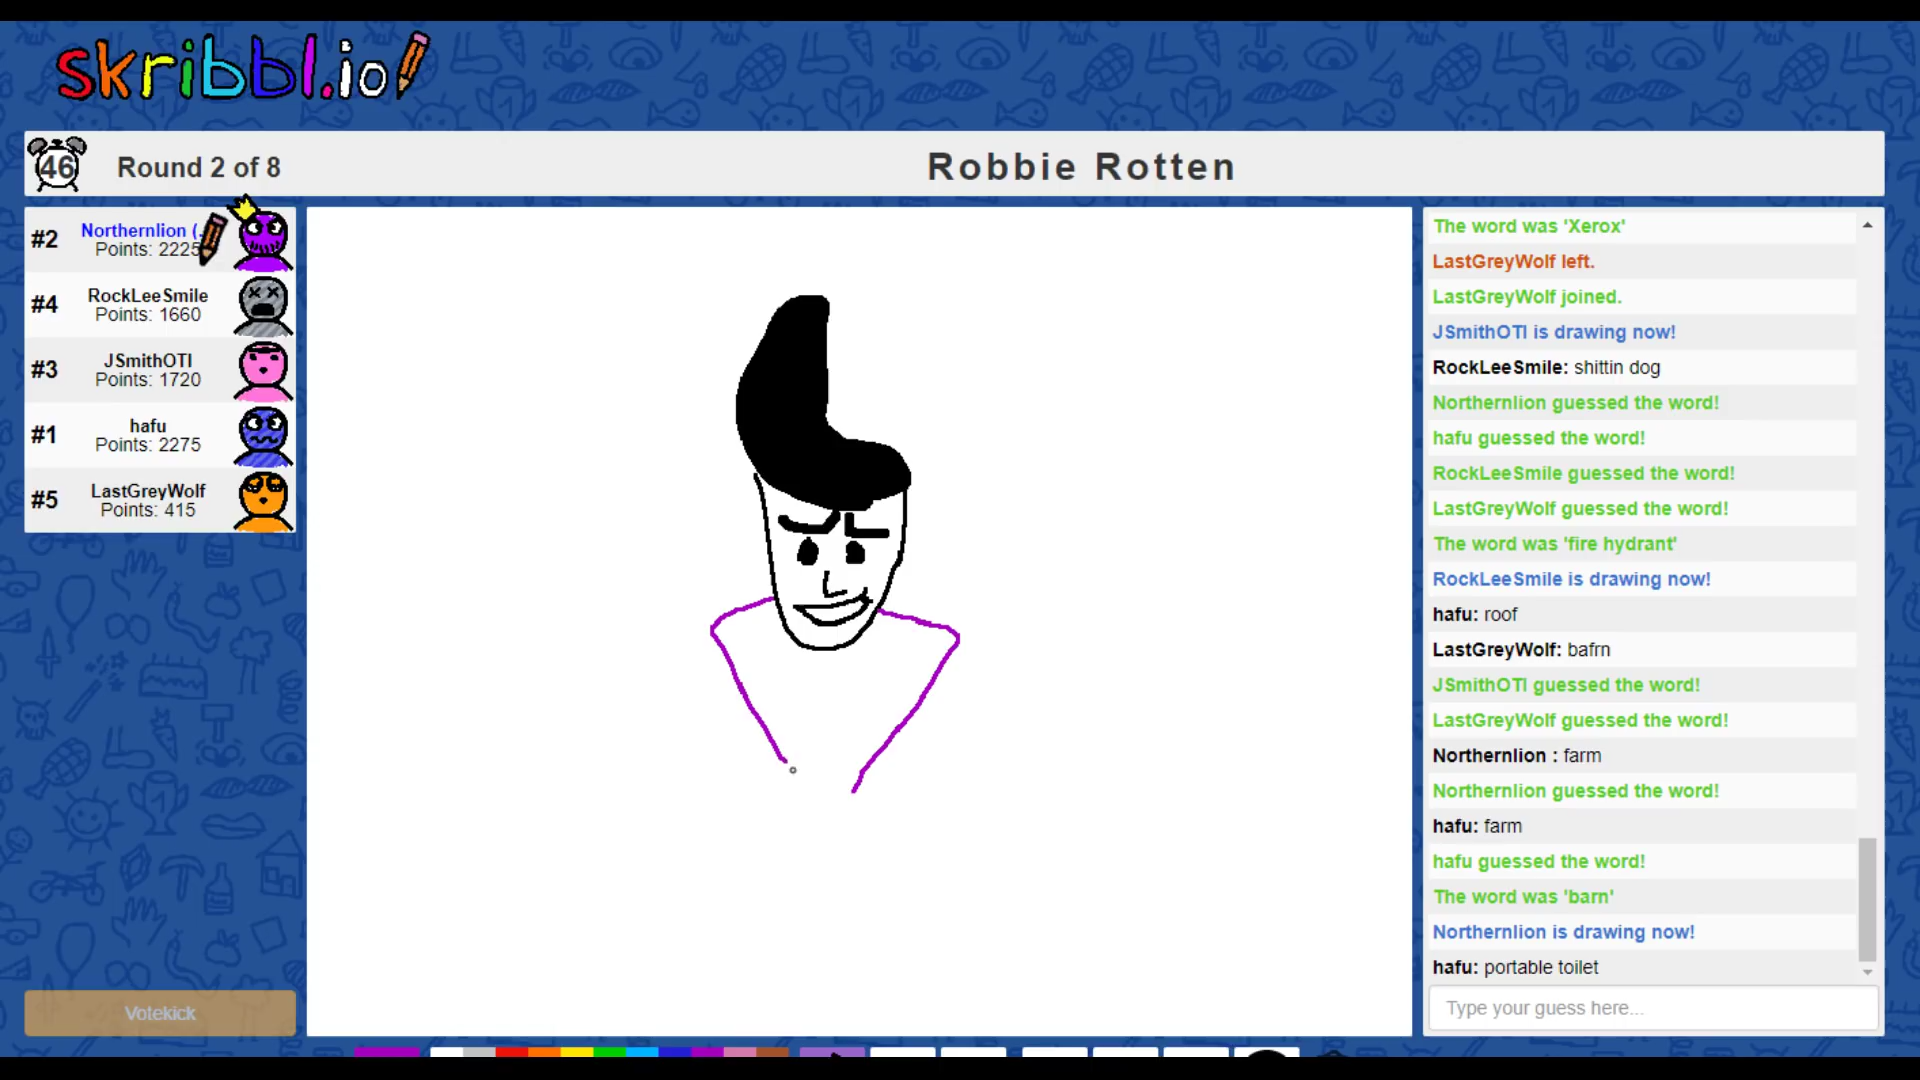 skribbl.io
46
Round 2 of 8
Robbie Rotten
#2
Northernlion (.
Points: 2225
#4
RockLeeSmile
Points: 1660
#3
JSmithOTI
Points: 1720
#1
hafu
Points: 2275
#5
LastGreyWolf
Points: 415
Votekick
The word was 'Xerox'
LastGreyWolf left.
LastGreyWolf joined.
JSmithOTI is drawing now!
RockLeeSmile: shittin dog
Northernlion guessed the word!
hafu guessed the word!
RockLeeSmile guessed the word!
LastGreyWolf guessed the word!
The word was 'fire hydrant'
RockLeeSmile is drawing now!
hafu: roof
LastGreyWolf: bafrn
JSmithOTI guessed the word!
LastGreyWolf guessed the word!
Northernlion : farm
Northernlion guessed the word!
hafu: farm
hafu guessed the word!
The word was 'barn'
Northernlion is drawing now!
hafu: portable toilet
Type your guess here...